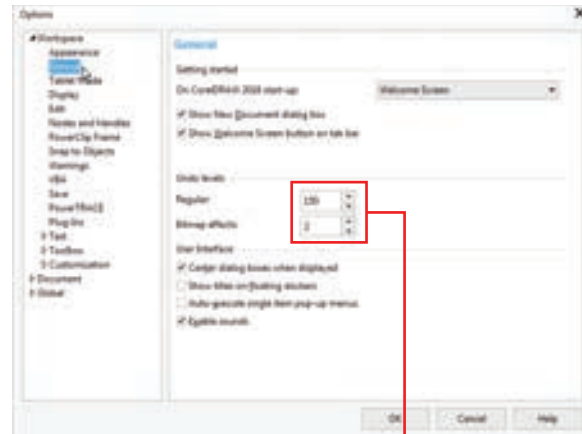 Options
Workspace
Appearance
General
Tablet Mode
Display
Edit
Nodes and Handles
PowerClip Frame
Snap to Objects
Warnings
VBA
Save
PowerTRACE
Plug-Ins
Text
Toolbox
Customization
Document
Global
General
Getting started
On CorelDRAW 2018 start-up: Welcome Screen
Show New Document dialog box
Show Welcome Screen button on tab bar
Undo levels
Regular:
Bitmap effects: 2
User Interface
Center dialog boxes when displayed
Show titles on floating dockers
Auto-execute single item pop-up menus
Enable sounds
OK Cancel Help